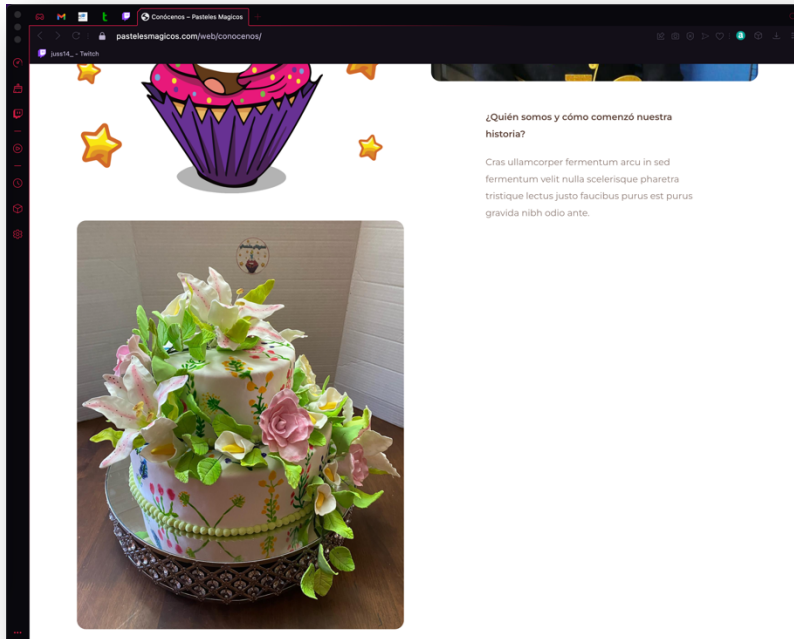 Conócenos – Pasteles Magicos
pastelesmagicos.com/web/conocenos/
juss14_ - Twitch
¿Quién somos y cómo comenzó nuestra
historia?
Cras ullamcorper fermentum arcu in sed
fermentum velit nulla scelerisque pharetra
tristique lectus justo faucibus purus est purus
gravida nibh odio ante.